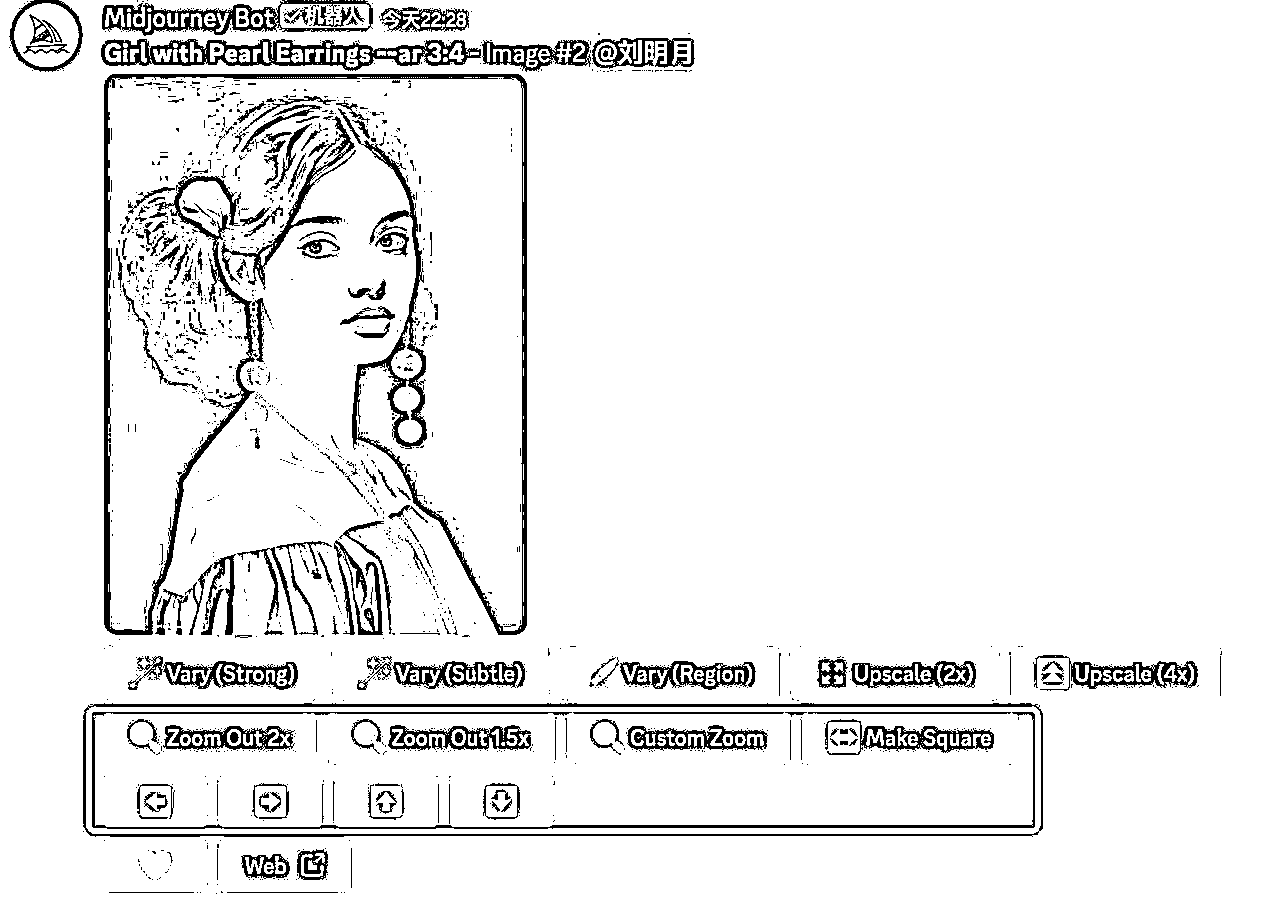 Midjourney Bot ✓机器人 今天22:28
Girl with Pearl Earrings --ar 3:4 - Image #2 @刘明月
Vary (Strong) Vary (Subtle) Vary (Region) Upscale (2x) Upscale (4x)
Zoom Out 2x Zoom Out 1.5x Custom Zoom Make Square
Web